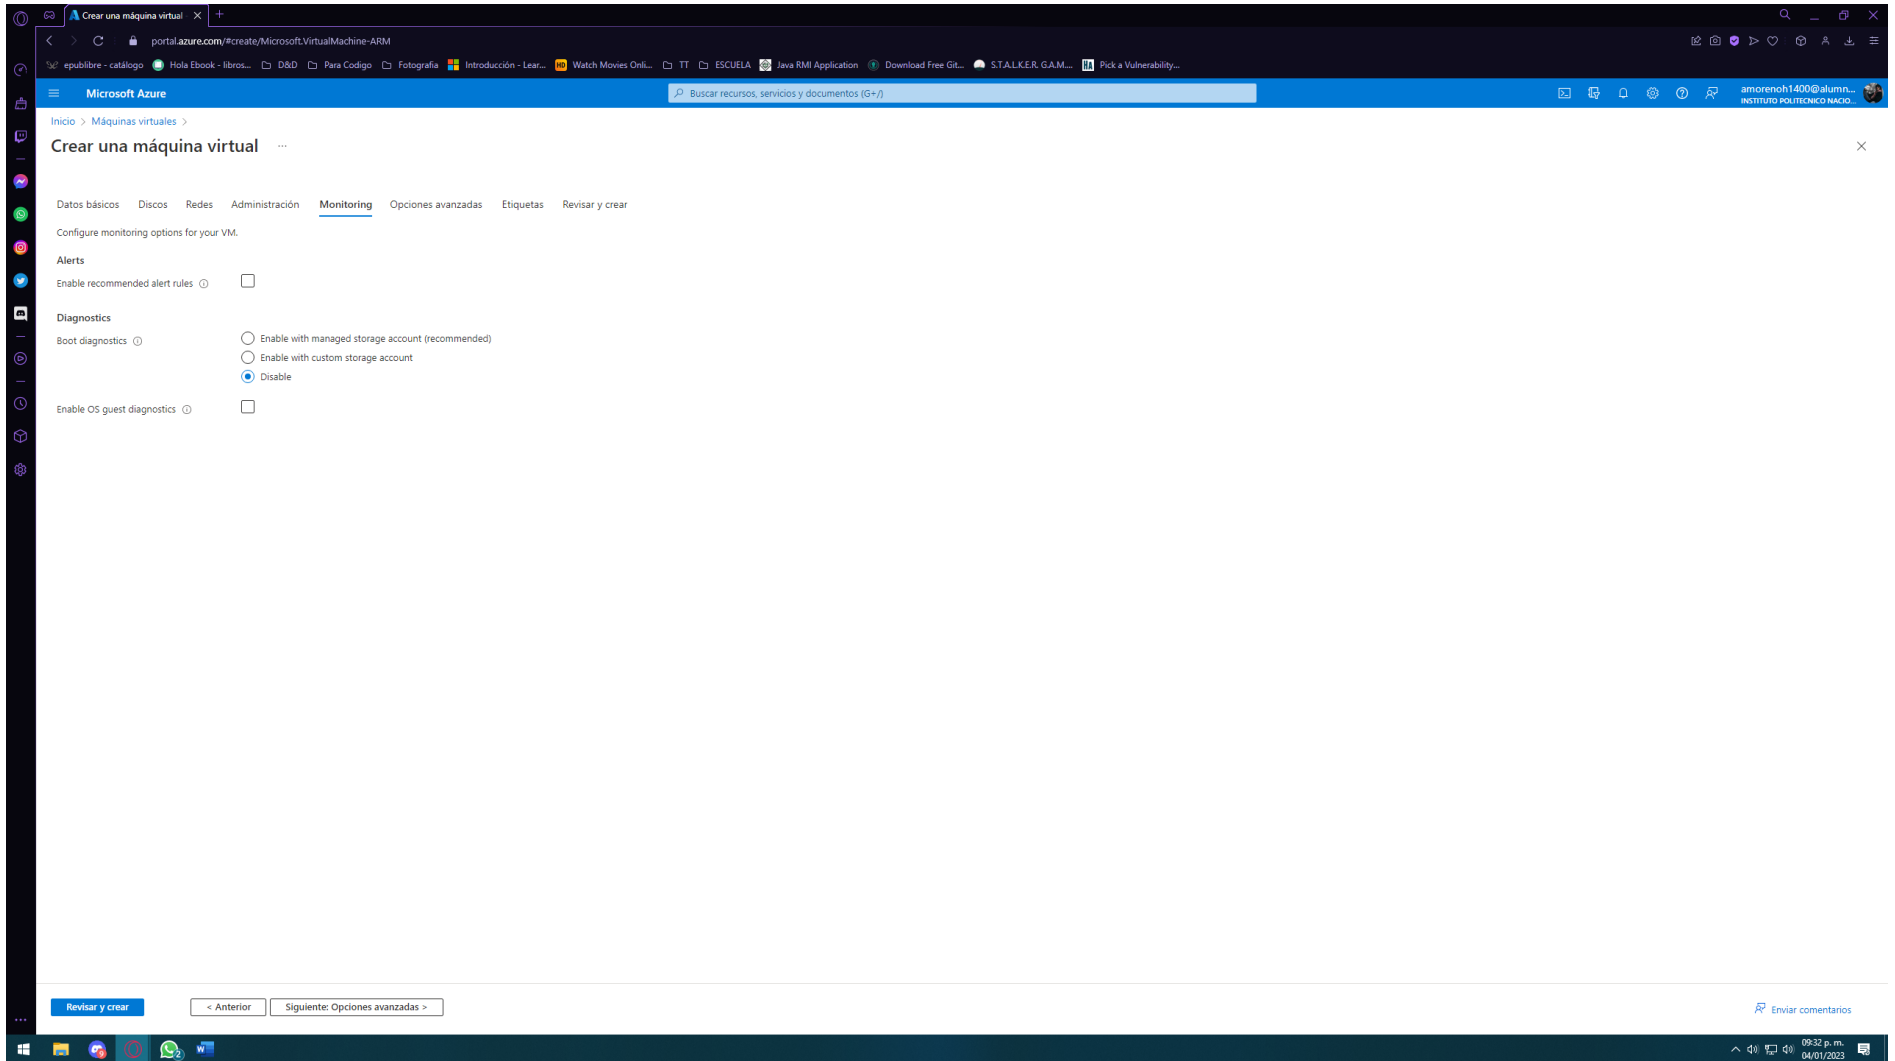 Crear una máquina virtual
portal.azure.com/#create/Microsoft.VirtualMachine-ARM
epublibre - catálogo Hola Ebook - libros... D&D Para Codigo Fotografia Introducción - Lear... Watch Movies Onli... TT ESCUELA Java RMI Application Download Free Git... S.T.A.L.K.E.R. G.A.M.... Pick a Vulnerability...
Microsoft Azure
Buscar recursos, servicios y documentos (G+/)
amorenoh1400@alumn...
INSTITUTO POLITECNICO NACIO...
Inicio > Máquinas virtuales >
Crear una máquina virtual ...
Datos básicos Discos Redes Administración Monitoring Opciones avanzadas Etiquetas Revisar y crear
Configure monitoring options for your VM.
Alerts
Enable recommended alert rules
Diagnostics
Boot diagnostics
Enable with managed storage account (recommended)
Enable with custom storage account
Disable
Enable OS guest diagnostics
Revisar y crear < Anterior Siguiente: Opciones avanzadas >
Enviar comentarios
09:32 p. m.
04/01/2023